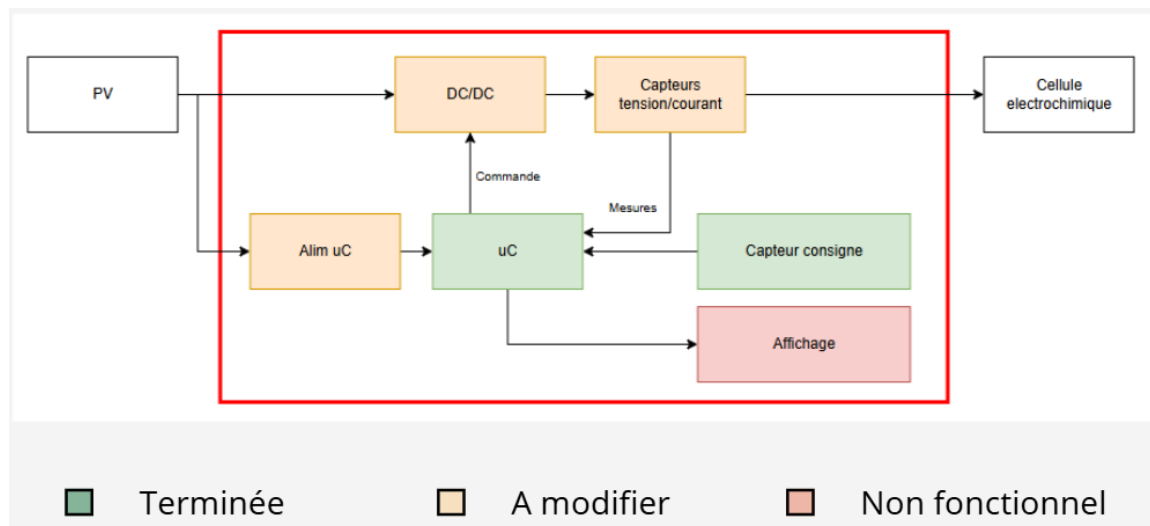 PV
DC/DC
Capteurs
tension/courant
Cellule
electrochimique
Commande
Mesures
Alim uC
uC
Capteur consigne
Affichage
Terminée
A modifier
Non fonctionnel